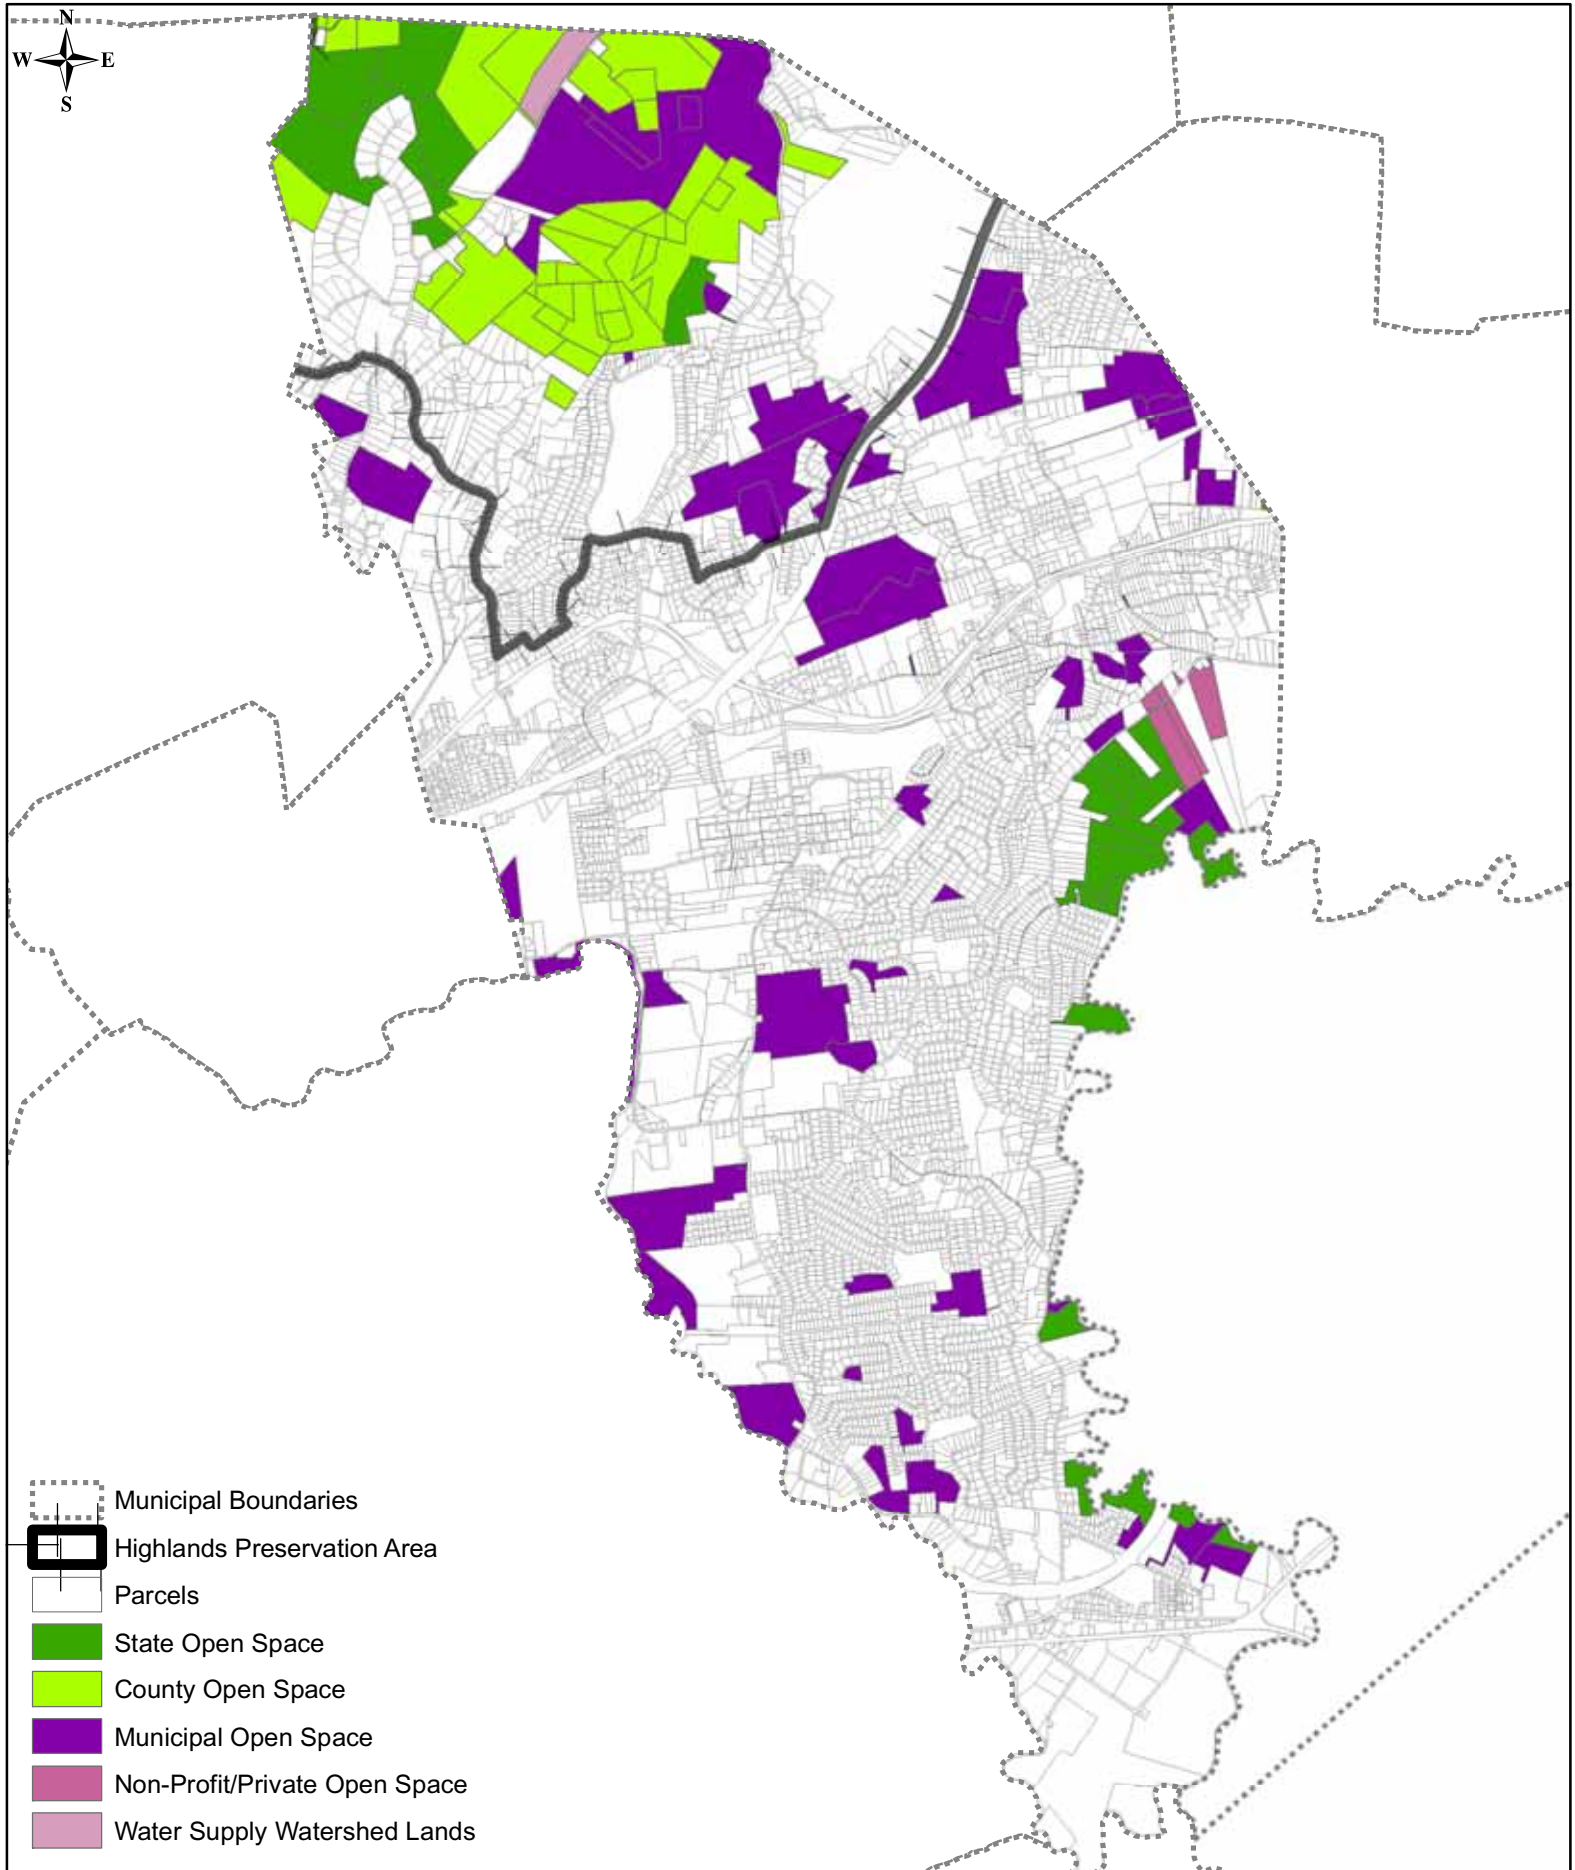 N
W E
S
Municipal Boundaries
Highlands Preservation Area
Parcels
State Open Space
County Open Space
Municipal Open Space
Non-Profit/Private Open Space
Water Supply Watershed Lands